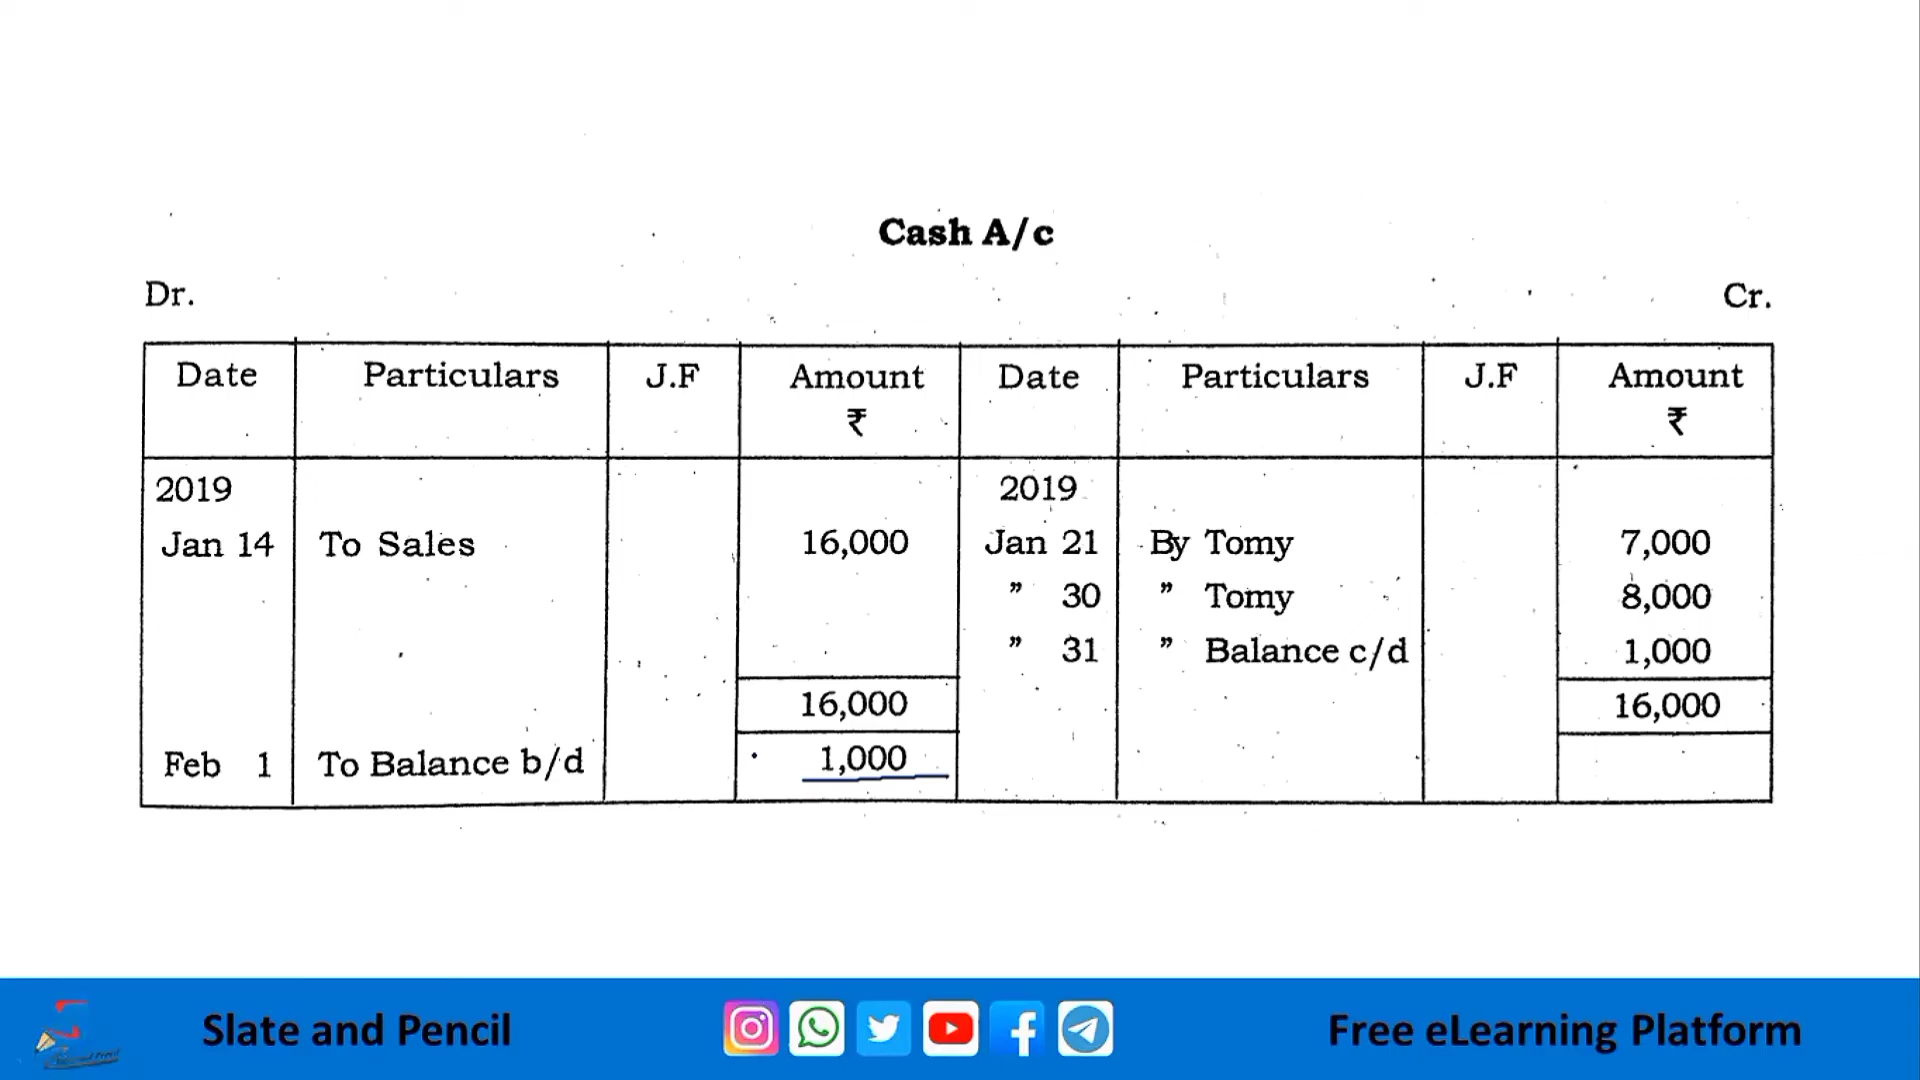 Cash A/c
Dr. Cr.
Date Particulars J.F Amount ₹ Date Particulars J.F Amount ₹
2019 2019
Jan 14 To Sales 16,000 Jan 21 By Tomy 7,000
” 30 ” Tomy 8,000
” 31 ” Balance c/d 1,000
16,000 16,000
Feb 1 To Balance b/d 1,000
Slate and Pencil Free eLearning Platform